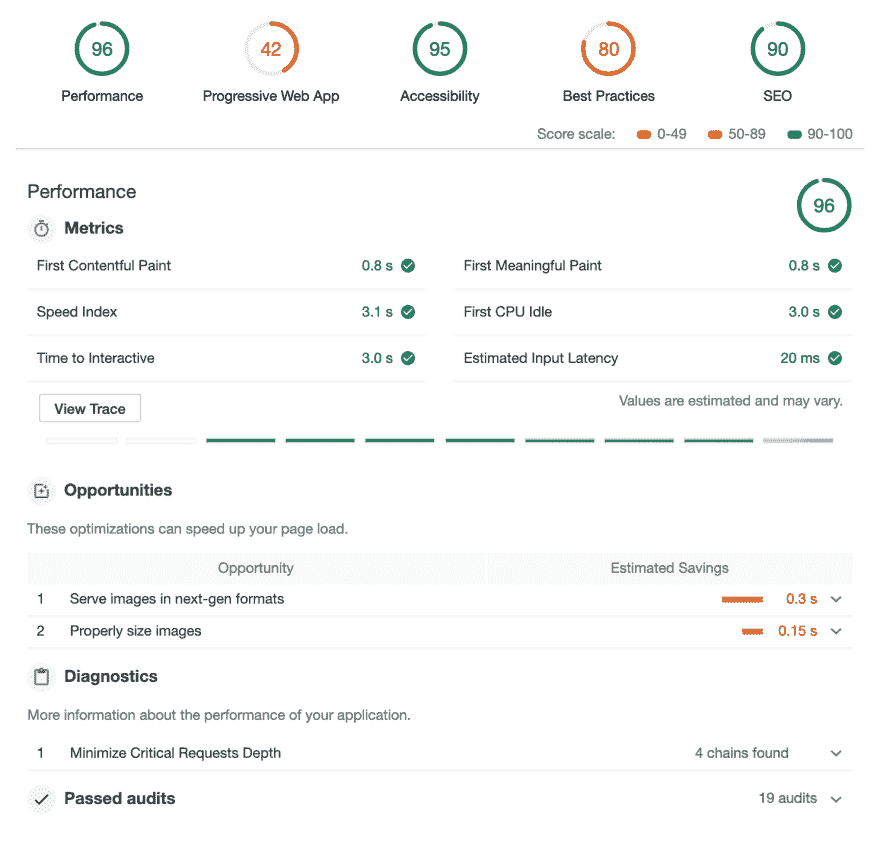 96 42 95 80 90
Performance Progressive Web App Accessibility Best Practices SEO
Score scale: 0-49 50-89 90-100
Performance
96
Metrics
First Contentful Paint 0.8 s First Meaningful Paint 0.8 s
Speed Index 3.1 s First CPU Idle 3.0 s
Time to Interactive 3.0 s Estimated Input Latency 20 ms
View Trace Values are estimated and may vary.
Opportunities
These optimizations can speed up your page load.
Opportunity Estimated Savings
1 Serve images in next-gen formats 0.3 s
2 Properly size images 0.15 s
Diagnostics
More information about the performance of your application.
1 Minimize Critical Requests Depth 4 chains found
Passed audits 19 audits